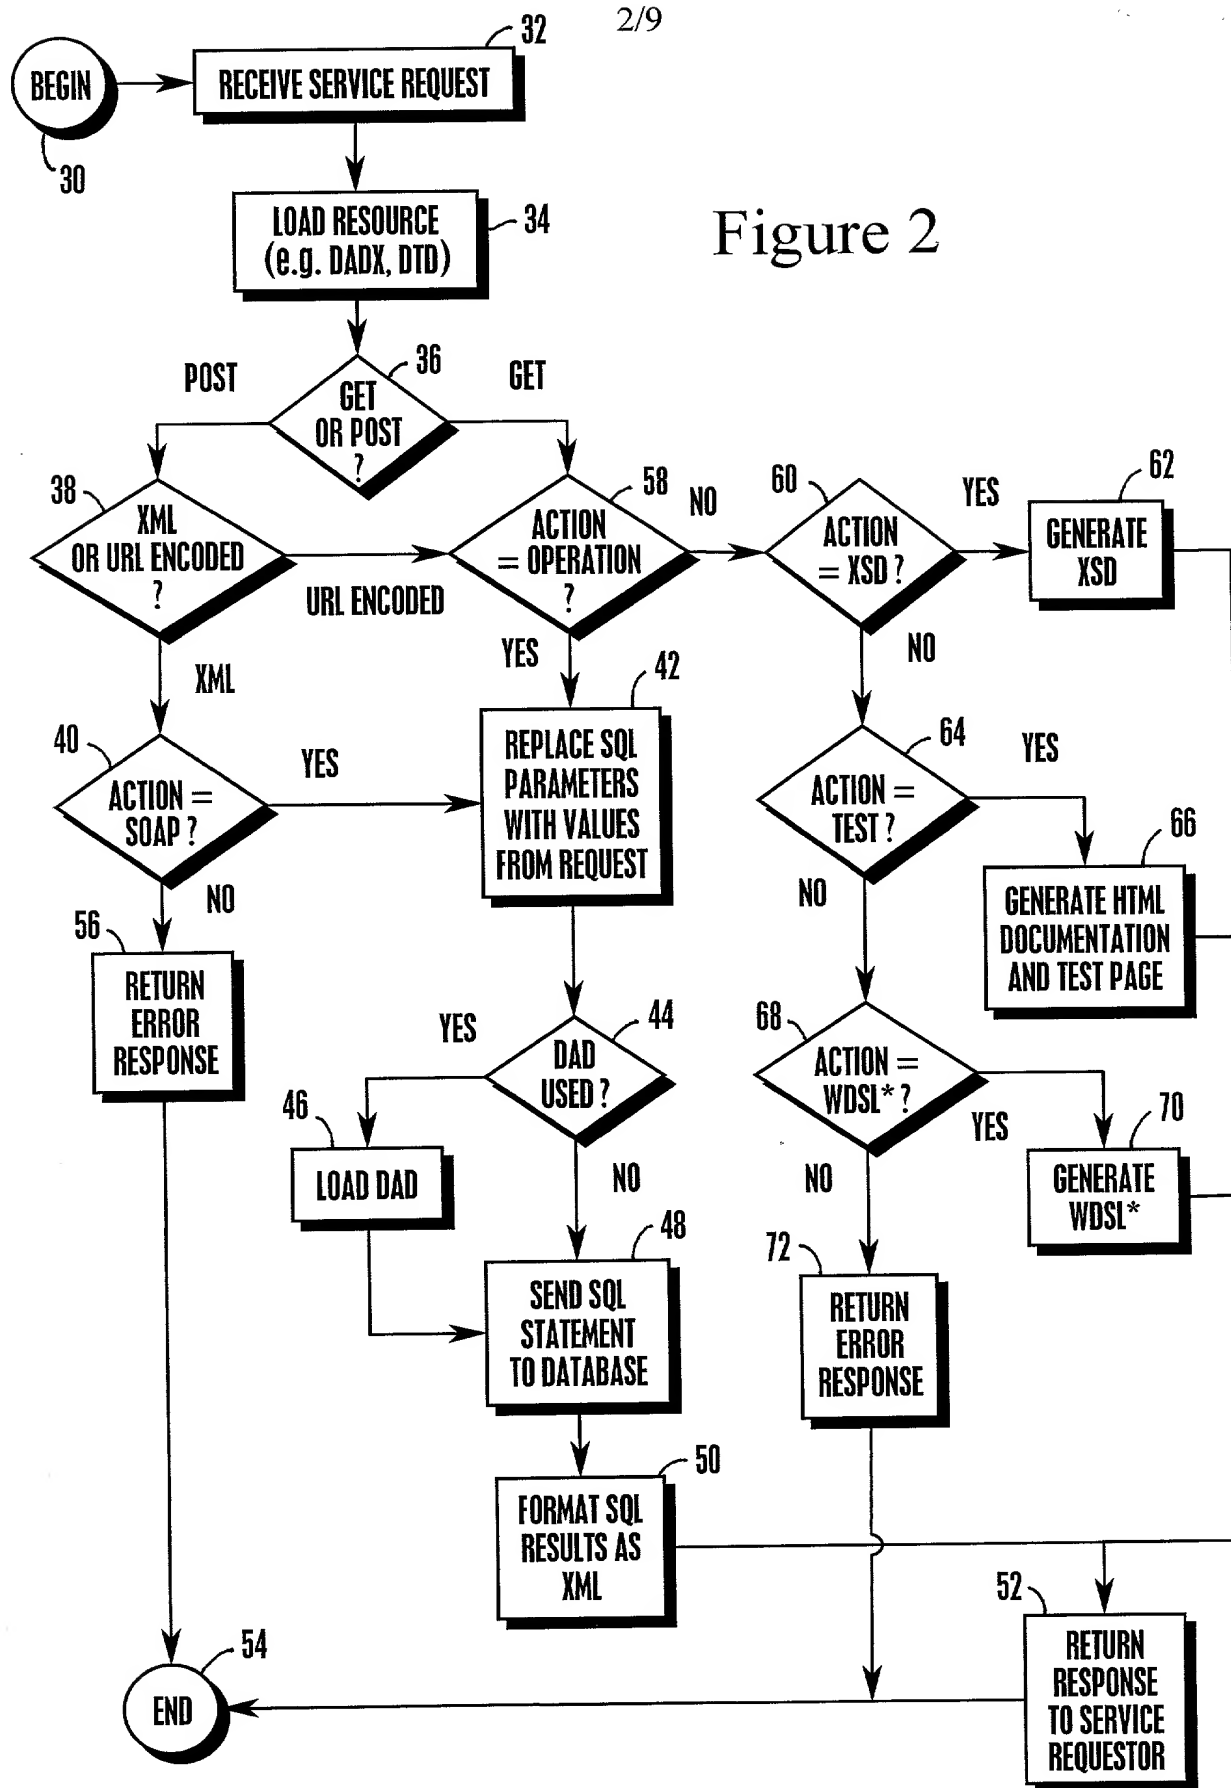 2/9
32
BEGIN
RECEIVE SERVICE REQUEST
30
LOAD RESOURCE
(e.g. DADX, DTD)
34
Figure 2
POST
36
GET
GET
OR POST
?
38
XML
OR URL ENCODED
?
URL ENCODED
58
ACTION
= OPERATION
?
NO
60
ACTION
= XSD ?
YES
62
GENERATE
XSD
XML
YES
NO
40
ACTION =
SOAP ?
YES
42
REPLACE SQL
PARAMETERS
WITH VALUES
FROM REQUEST
64
ACTION =
TEST ?
YES
66
GENERATE HTML
DOCUMENTATION
AND TEST PAGE
NO
NO
56
RETURN
ERROR
RESPONSE
YES
44
DAD
USED ?
68
ACTION =
WDSL* ?
YES
70
GENERATE
WDSL*
46
LOAD DAD
NO
NO
48
SEND SQL
STATEMENT
TO DATABASE
72
RETURN
ERROR
RESPONSE
50
FORMAT SQL
RESULTS AS
XML
52
RETURN
RESPONSE
TO SERVICE
REQUESTOR
54
END